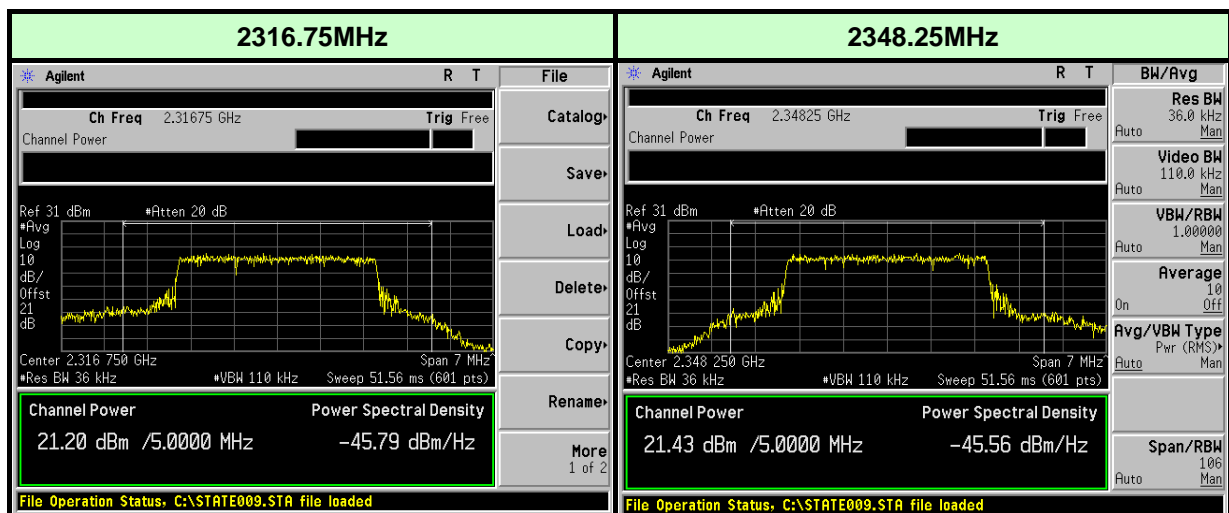 2316.75MHz
2348.25MHz
Agilent R T
File
Ch Freq 2.31675 GHz Trig Free
Channel Power
Catalog
Save
Load
Delete
Copy
Rename
More
1 of 2
Ref 31 dBm #Atten 20 dB
#Avg
Log
10
dB/
Offst
21
dB
Center 2.316 750 GHz Span 7 MHz^
#Res BW 36 kHz #VBW 110 kHz Sweep 51.56 ms (601 pts)
Channel Power Power Spectral Density
21.20 dBm /5.0000 MHz -45.79 dBm/Hz
File Operation Status, C:\STATE009.STA file loaded
Agilent R T
BW/Avg
Ch Freq 2.34825 GHz Trig Free
Channel Power
Res BW
36.0 kHz
Auto Man
Video BW
110.0 kHz
Auto Man
VBW/RBW
1.00000
Auto Man
Average
10
On Off
Avg/VBW Type
Pwr (RMS)
Auto Man
Span/RBW
106
Auto Man
Ref 31 dBm #Atten 20 dB
#Avg
Log
10
dB/
Offst
21
dB
Center 2.348 250 GHz Span 7 MHz^
#Res BW 36 kHz #VBW 110 kHz Sweep 51.56 ms (601 pts)
Channel Power Power Spectral Density
21.43 dBm /5.0000 MHz -45.56 dBm/Hz
File Operation Status, C:\STATE009.STA file loaded